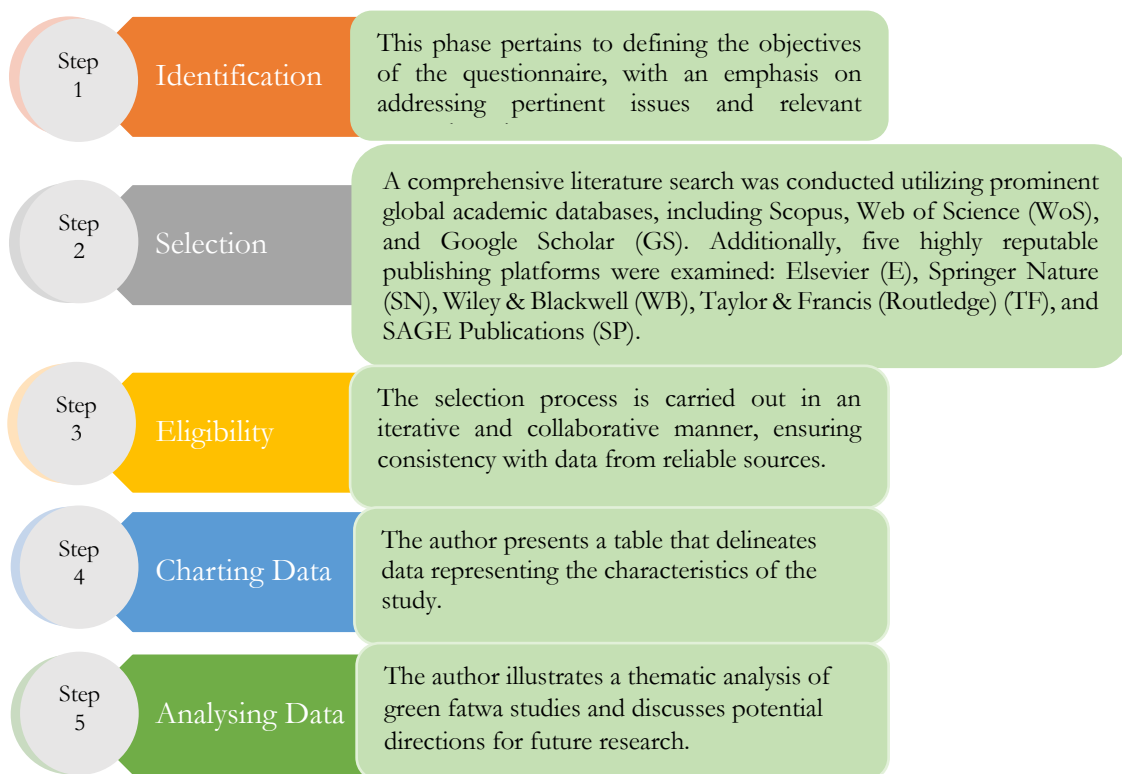 Step
1
Identification
This phase pertains to defining the objectives
of the questionnaire, with an emphasis on
addressing pertinent issues and relevant
Step
2
Selection
A comprehensive literature search was conducted utilizing prominent
global academic databases, including Scopus, Web of Science (WoS),
and Google Scholar (GS). Additionally, five highly reputable
publishing platforms were examined: Elsevier (E), Springer Nature
(SN), Wiley & Blackwell (WB), Taylor & Francis (Routledge) (TF), and
SAGE Publications (SP).
Step
3
Eligibility
The selection process is carried out in an
iterative and collaborative manner, ensuring
consistency with data from reliable sources.
Step
4
Charting Data
The author presents a table that delineates
data representing the characteristics of the
study.
Step
5
Analysing Data
The author illustrates a thematic analysis of
green fatwa studies and discusses potential
directions for future research.